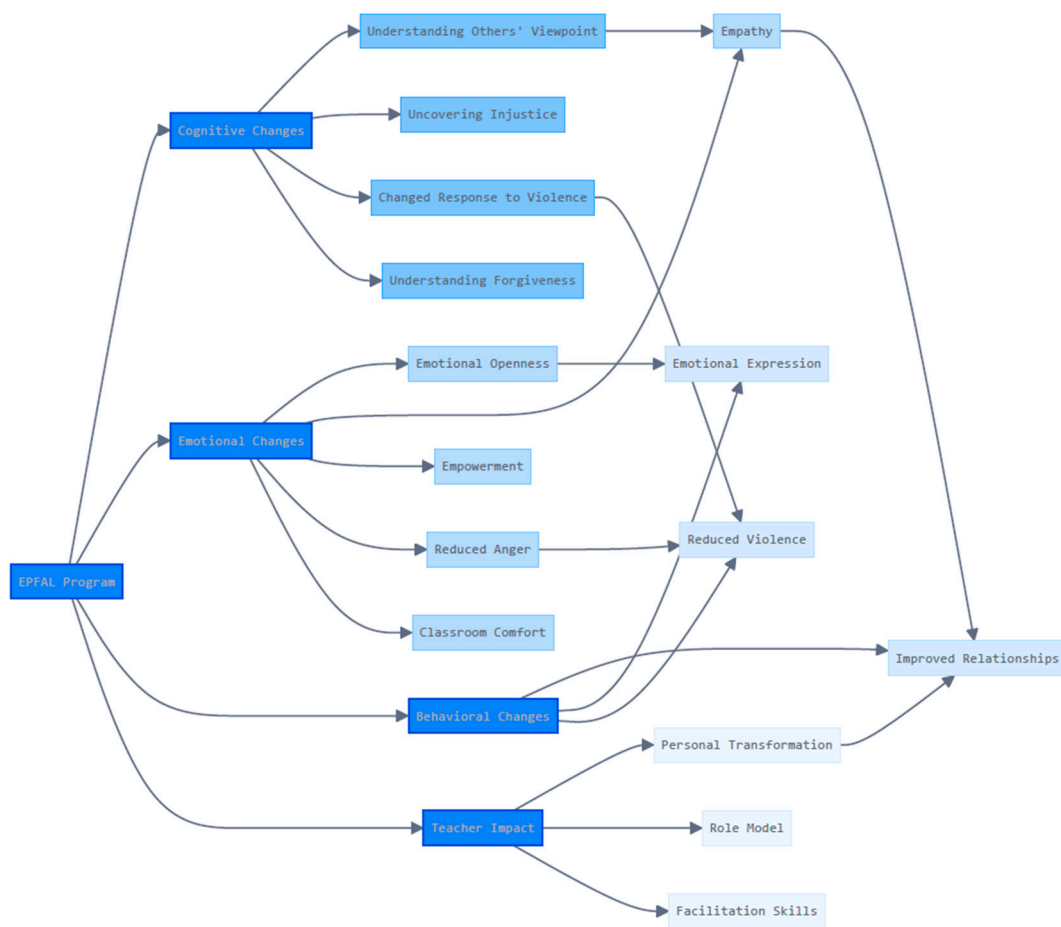 Understanding Others' Viewpoint
Empathy
Uncovering Injustice
Cognitive Changes
Changed Response to Violence
Understanding Forgiveness
Emotional Openness
Emotional Expression
Emotional Changes
Empowerment
Reduced Anger
Reduced Violence
EPFAL Program
Classroom Comfort
Improved Relationships
Behavioral Changes
Personal Transformation
Teacher Impact
Role Model
Facilitation Skills